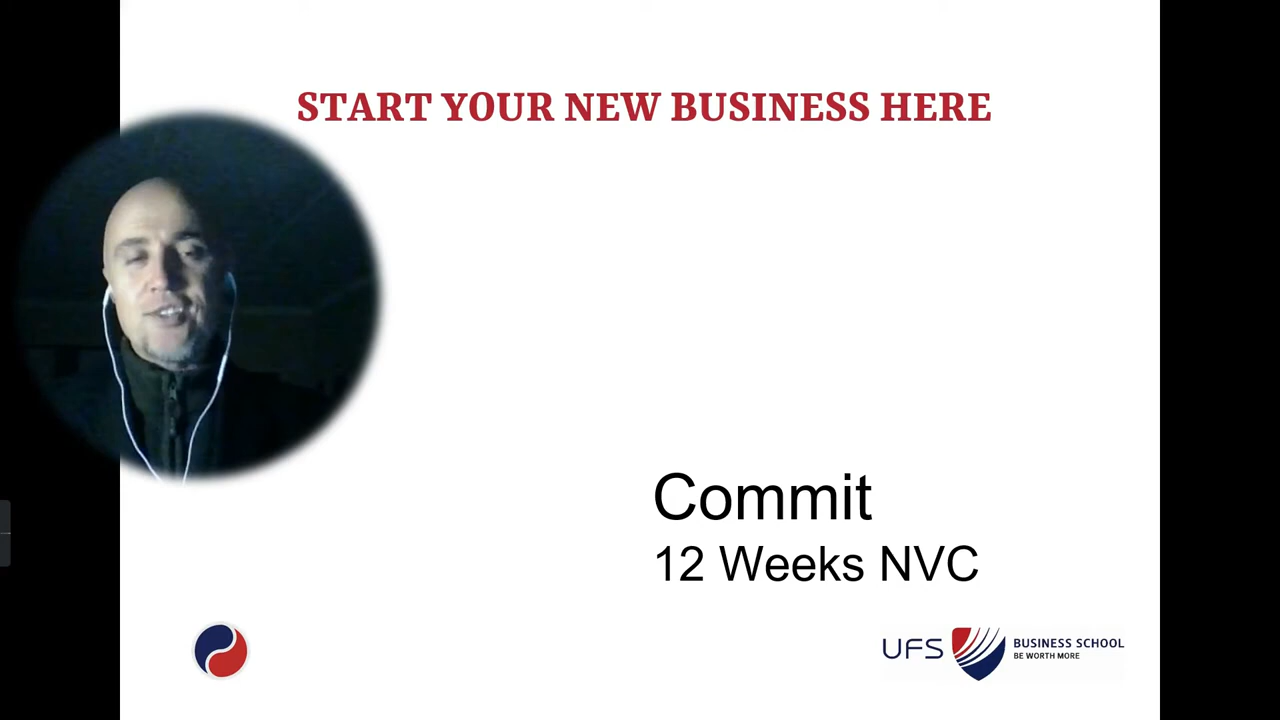 START YOUR NEW BUSINESS HERE
Commit
12 Weeks NVC
UFS
BUSINESS SCHOOL
BE WORTH MORE